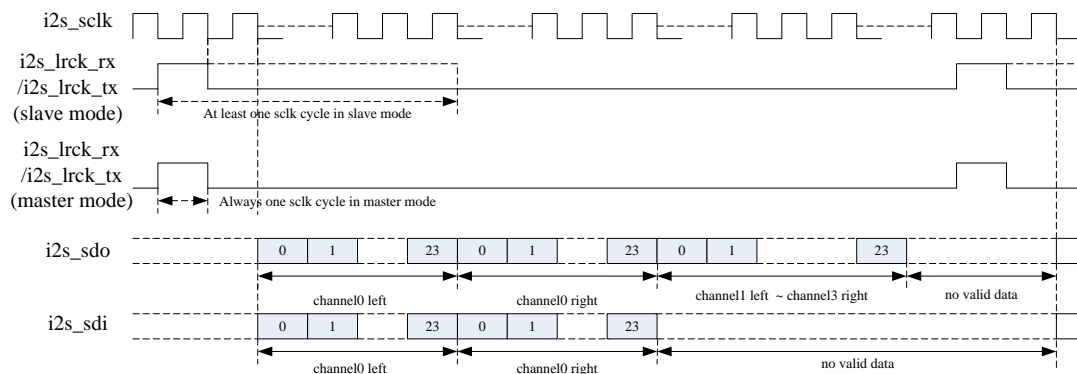 i2s_sclk
i2s_lrck_rx
/i2s_lrck_tx
(slave mode)
At least one sclk cycle in slave mode
i2s_lrck_rx
/i2s_lrck_tx
(master mode)
Always one sclk cycle in master mode
i2s_sdo
0 1 23 0 1 23 0 1 23
channel0 left channel0 right channel1 left ~ channel3 right no valid data
i2s_sdi
0 1 23 0 1 23
channel0 left channel0 right no valid data